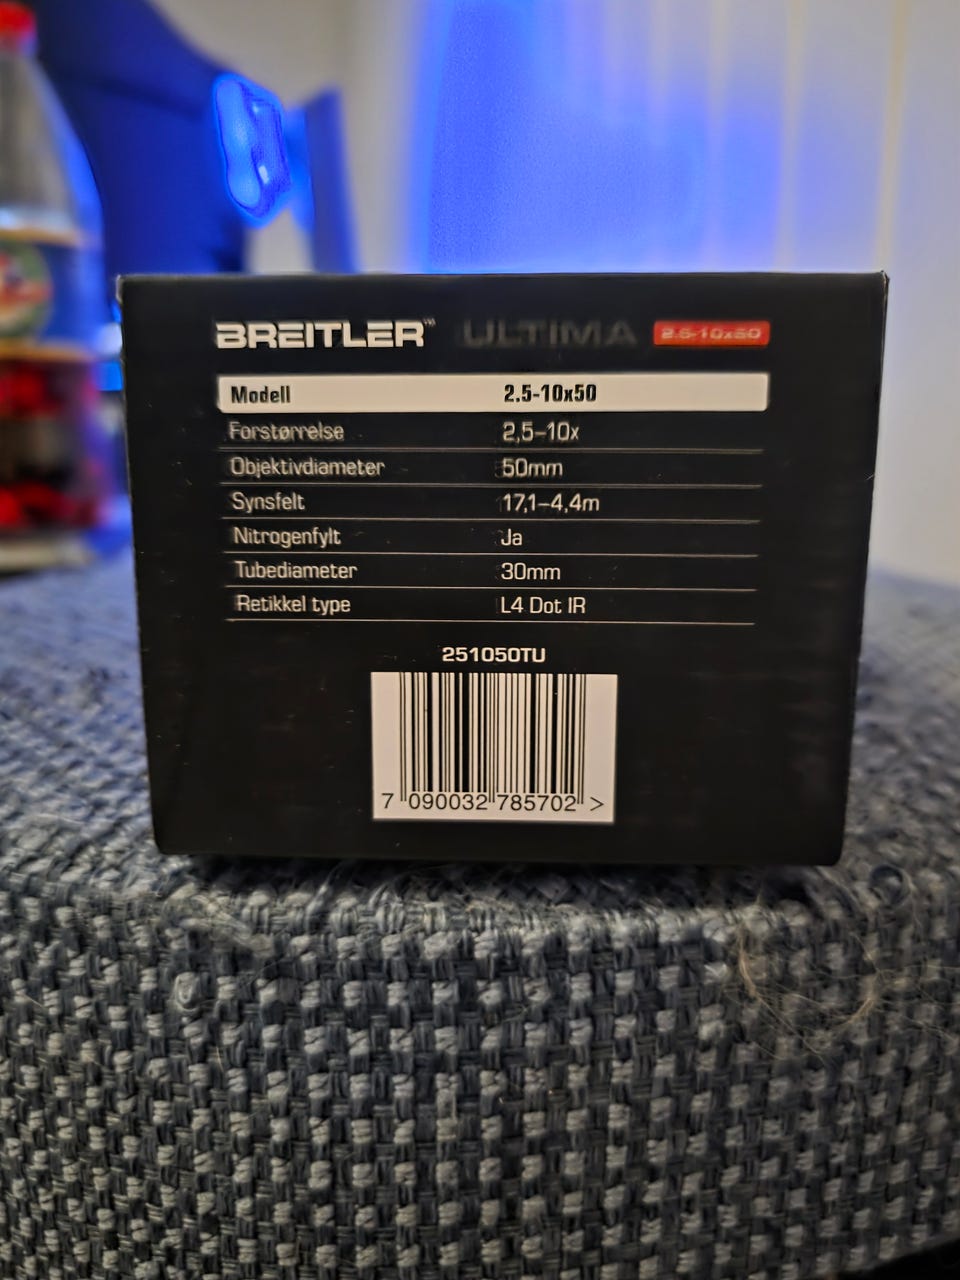 BREITLER™ ULTIMA 2.5-10x50
Modell 2.5-10x50
Forstørrelse 2,5–10x
Objektivdiameter 50mm
Synsfelt 17,1–4,4m
Nitrogenfylt Ja
Tubediameter 30mm
Retikkel type L4 Dot IR
251050TU
7 090032 785702 >